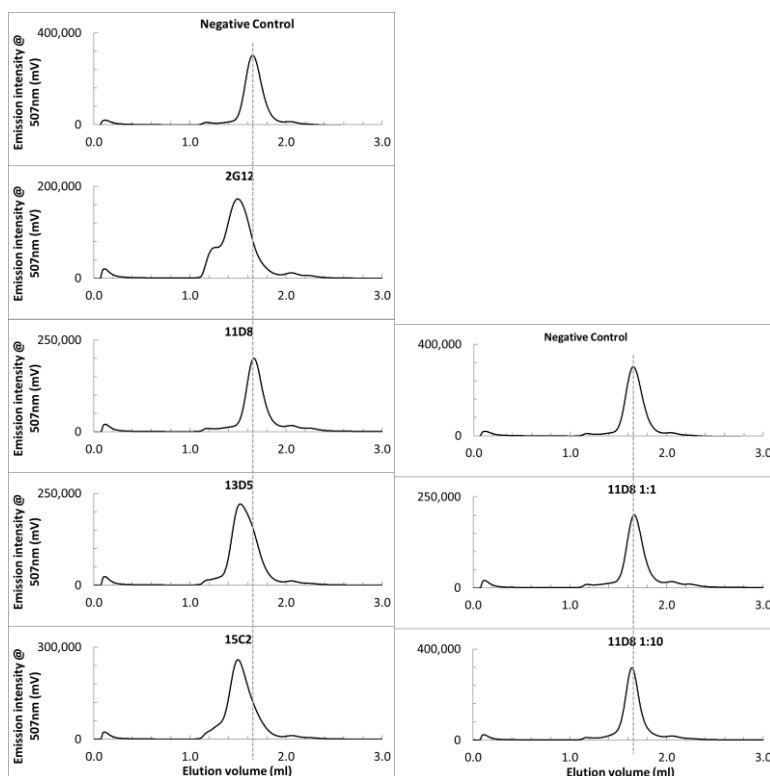 Negative Control
Emission intensity @
507nm (mV)
400,000
0
0.0 1.0 2.0 3.0
2G12
Emission intensity @
507nm (mV)
200,000
0
0.0 1.0 2.0 3.0
11D8
Emission intensity @
507nm (mV)
250,000
0
0.0 1.0 2.0 3.0
13D5
Emission intensity @
507nm (mV)
250,000
0
0.0 1.0 2.0 3.0
15C2
Emission intensity @
507nm (mV)
300,000
0
0.0 1.0 2.0 3.0
Elution volume (ml)
Negative Control
400,000
0
0.0 1.0 2.0 3.0
11D8 1:1
250,000
0
0.0 1.0 2.0 3.0
11D8 1:10
400,000
0
0.0 1.0 2.0 3.0
Elution volume (ml)